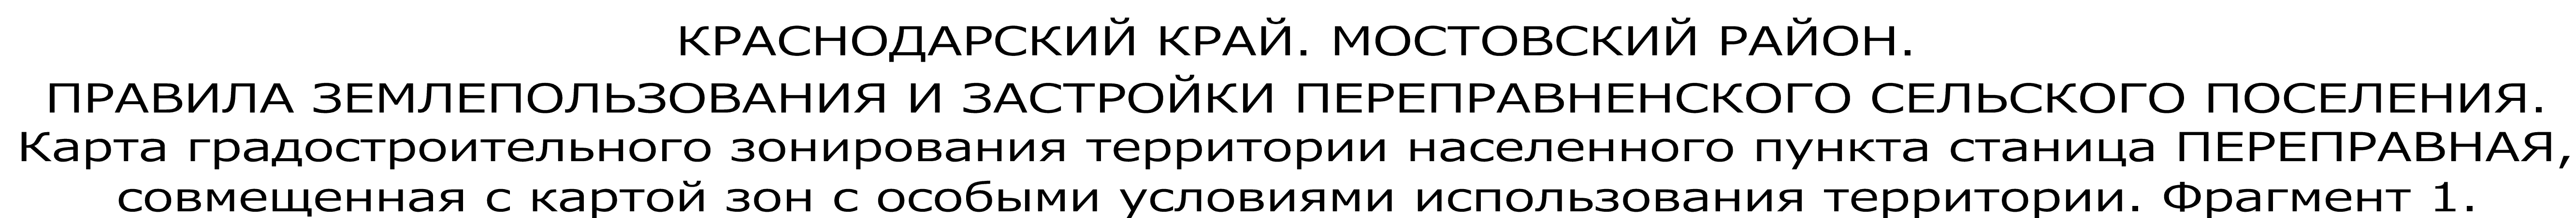 КРАСНОДАРСКИЙ КРАЙ. МОСТОВСКИЙ РАЙОН.
ПРАВИЛА ЗЕМЛЕПОЛЬЗОВАНИЯ И ЗАСТРОЙКИ ПЕРЕПРАВНЕНСКОГО СЕЛЬСКОГО ПОСЕЛЕНИЯ.
Карта градостроительного зонирования территории населенного пункта станица ПЕРЕПРАВНАЯ,
совмещенная с картой зон с особыми условиями использования территории. Фрагмент 1.